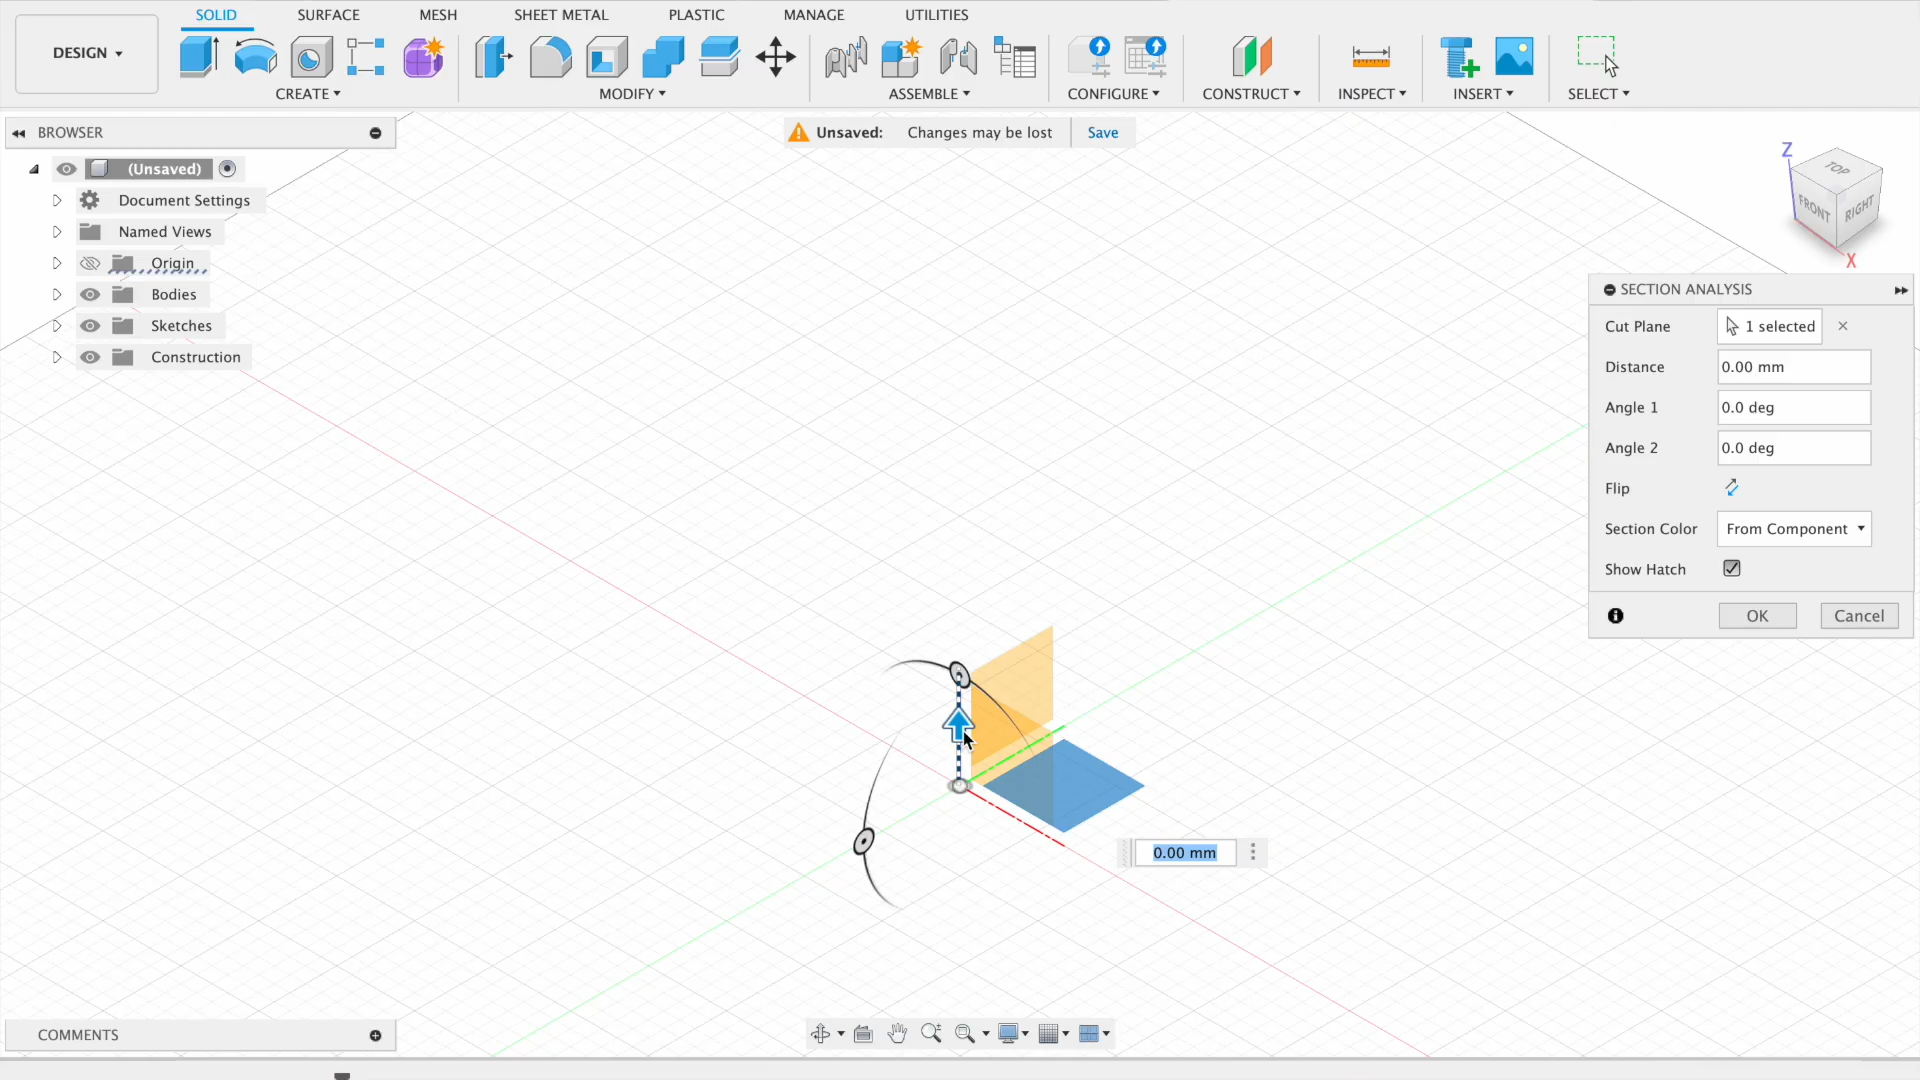 SOLID SURFACE MESH SHEET METAL PLASTIC MANAGE UTILITIES
DESIGN
CREATE MODIFY ASSEMBLE CONFIGURE CONSTRUCT INSPECT INSERT SELECT
BROWSER
Unsaved: Changes may be lost Save
(Unsaved)
Document Settings
Named Views
Origin
Bodies
Sketches
Construction
Z
TOP
FRONT
RIGHT
X
SECTION ANALYSIS
Cut Plane 1 selected
Distance 0.00 mm
Angle 1 0.0 deg
Angle 2 0.0 deg
Flip
Section Color From Component
Show Hatch
OK Cancel
0.00 mm
COMMENTS